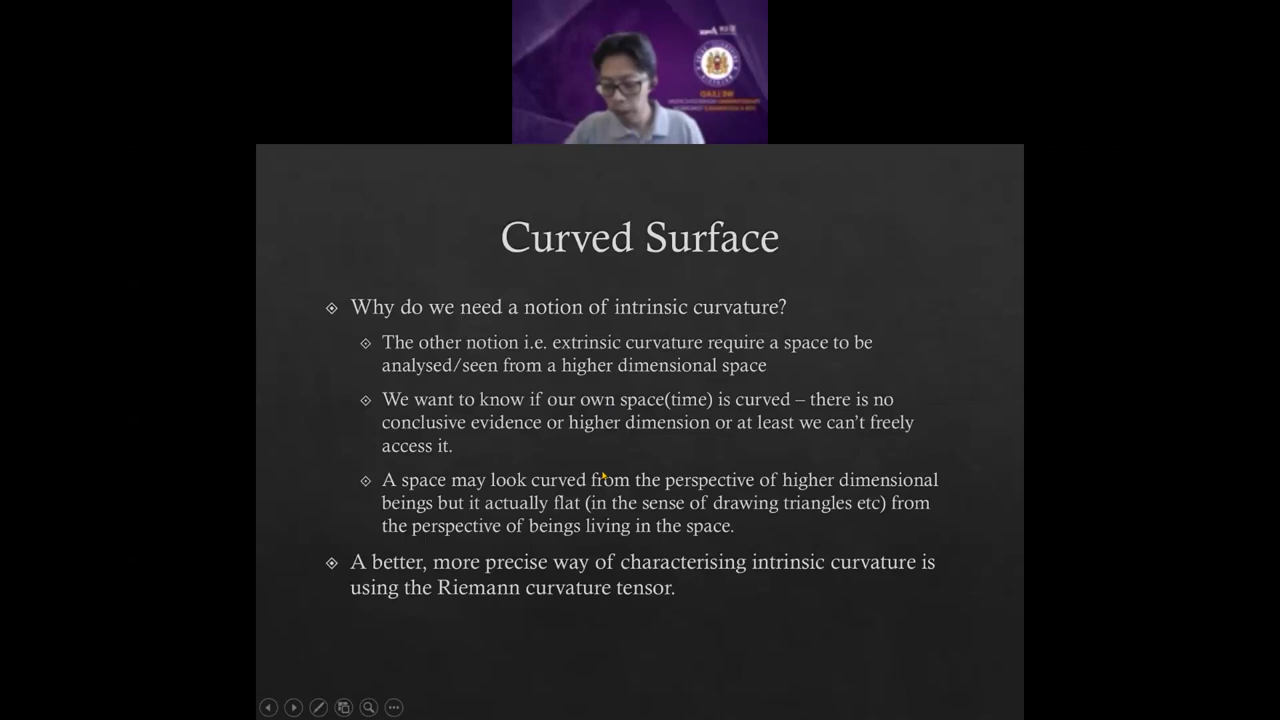 Curved Surface
Why do we need a notion of intrinsic curvature?
The other notion i.e. extrinsic curvature require a space to be
analysed/seen from a higher dimensional space
We want to know if our own space(time) is curved – there is no
conclusive evidence or higher dimension or at least we can't freely
access it.
A space may look curved from the perspective of higher dimensional
beings but it actually flat (in the sense of drawing triangles etc) from
the perspective of beings living in the space.
A better, more precise way of characterising intrinsic curvature is
using the Riemann curvature tensor.